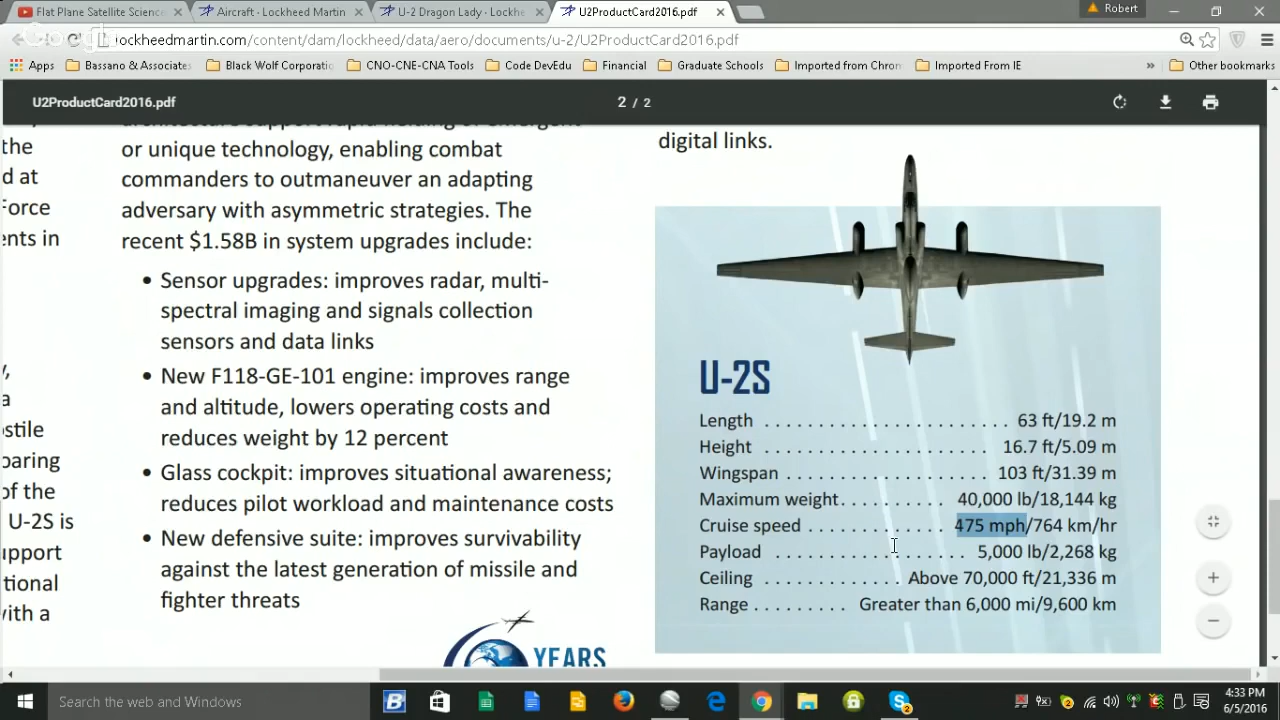 Flat Plane Satellite Science
Aircraft · Lockheed Martin
U-2 Dragon Lady · Lockhe
U2ProductCard2016.pdf
Robert
lockheedmartin.com/content/dam/lockheed/data/aero/documents/u-2/U2ProductCard2016.pdf
Apps
Bassano & Associates
Black Wolf Corporatio
CNO-CNE-CNA Tools
Code DevEdu
Financial
Graduate Schools
Imported from Chrom
Imported From IE
» Other bookmarks
U2ProductCard2016.pdf
2 / 2
the
d at
Force
ents in
y,
a
ostile
paring
of the
U-2S is
upport
tional
with a
or unique technology, enabling combat
commanders to outmaneuver an adapting
adversary with asymmetric strategies. The
recent $1.58B in system upgrades include:
• Sensor upgrades: improves radar, multi-
spectral imaging and signals collection
sensors and data links
• New F118-GE-101 engine: improves range
and altitude, lowers operating costs and
reduces weight by 12 percent
• Glass cockpit: improves situational awareness;
reduces pilot workload and maintenance costs
• New defensive suite: improves survivability
against the latest generation of missile and
fighter threats
YEARS
digital links.
U-2S
Length . . . . . . . . . . . . . . . . . . . . . . . 63 ft/19.2 m
Height . . . . . . . . . . . . . . . . . . . . . 16.7 ft/5.09 m
Wingspan . . . . . . . . . . . . . . . . . . 103 ft/31.39 m
Maximum weight. . . . . . . . . . 40,000 lb/18,144 kg
Cruise speed . . . . . . . . . . . . . 475 mph/764 km/hr
Payload . . . . . . . . . . . . . . . . . . 5,000 lb/2,268 kg
Ceiling . . . . . . . . . . . . . Above 70,000 ft/21,336 m
Range . . . . . . . . . Greater than 6,000 mi/9,600 km
Search the web and Windows
4:33 PM
6/5/2016